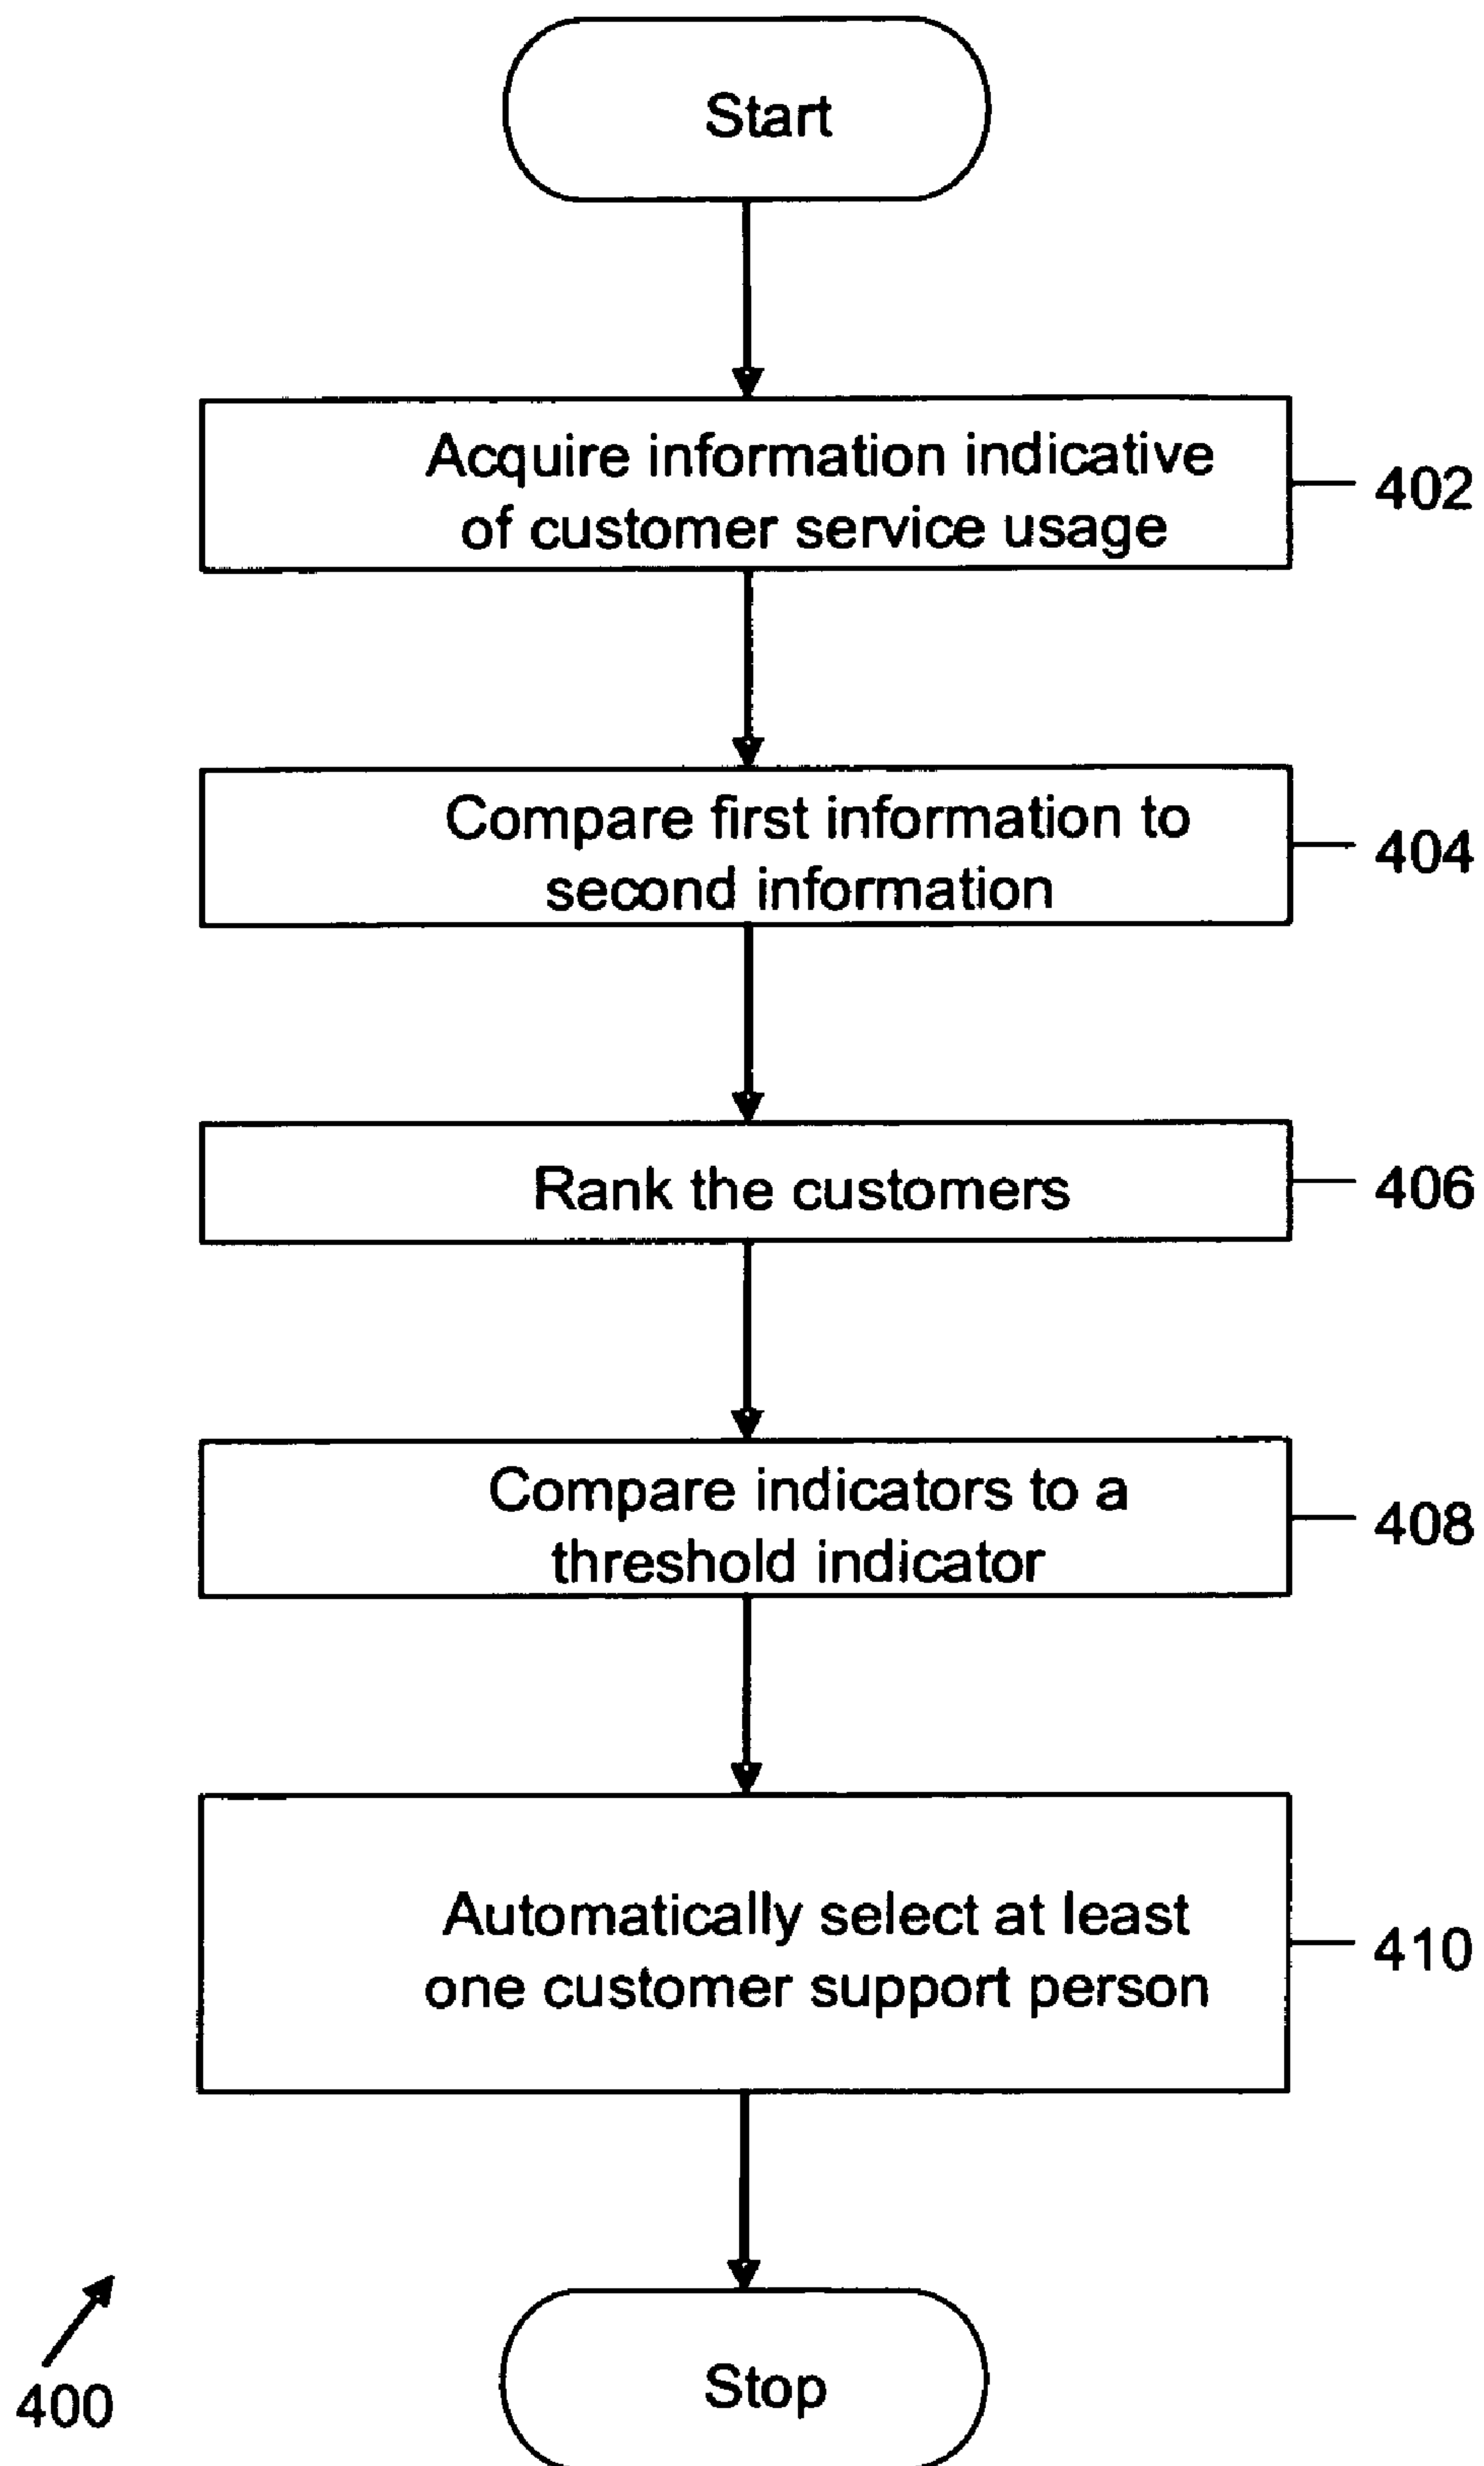 Start
Acquire information indicative
of customer service usage
402
Compare first information to
second information
404
Rank the customers
406
Compare indicators to a
threshold indicator
408
Automatically select at least
one customer support person
410
Stop
400